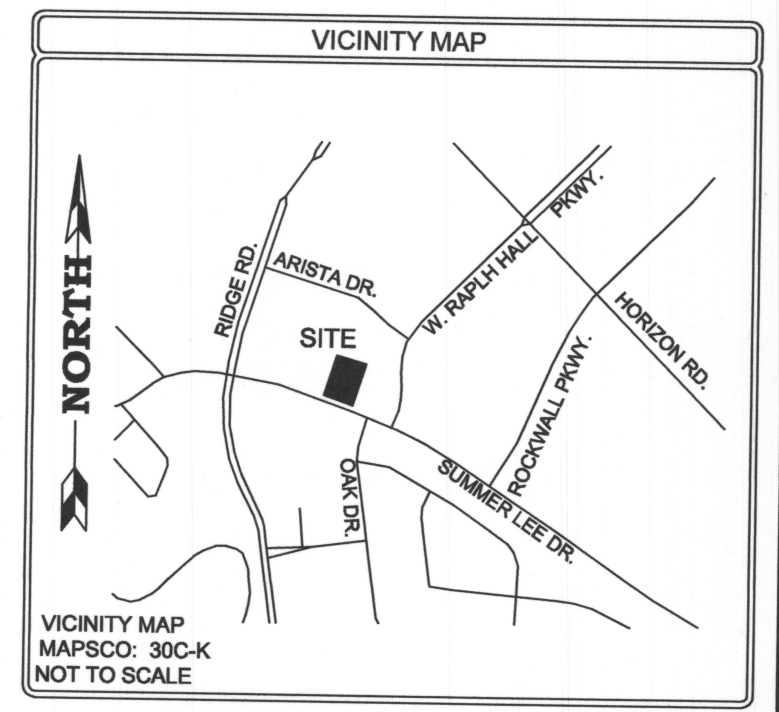 VICINITY MAP
RIDGE RD.
ARISTA DR.
W. RAPLH HALL PKWY.
HORIZON RD.
ROCKWALL PKWY.
SITE
NORTH
OAK DR.
SUMMER LEE DR.
VICINITY MAP
MAPSCO: 30C-K
NOT TO SCALE